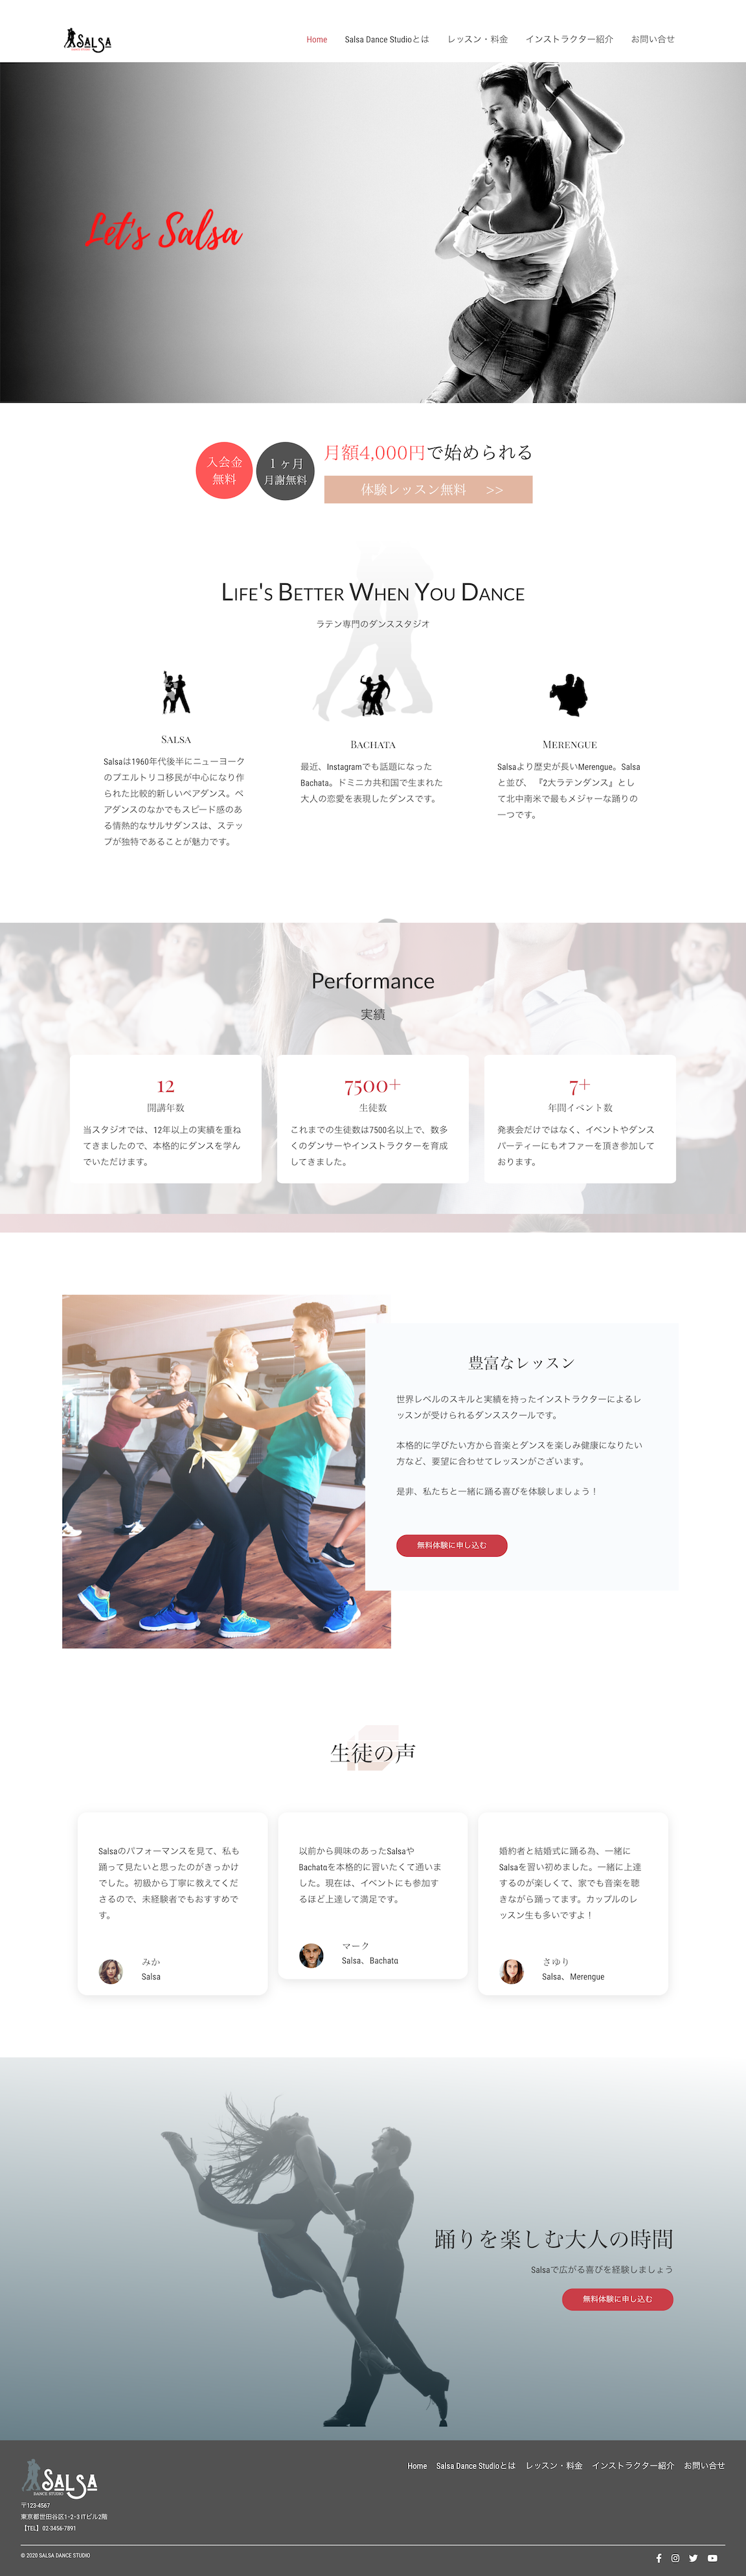 SALSA
Home Salsa Dance Studioとは レッスン・料金 インストラクター紹介 お問い合せ
Let's Salsa
入会金
無料
1ヶ月
月謝無料
月額4,000円で始められる
体験レッスン無料 >>
Life's Better When You Dance
ラテン専門のダンススタジオ
Salsa
Salsaは1960年代後半にニューヨーク
のプエルトリコ移民が中心になり作
られた比較的新しいペアダンス。ペ
アダンスのなかでもスピード感のあ
る情熱的なサルサダンスは、ステッ
プが独特であることが魅力です。
Bachata
最近、Instagramでも話題になった
Bachata。ドミニカ共和国で生まれた
大人の恋愛を表現したダンスです。
Merengue
Salsaより歴史が長いMerengue。Salsa
と並び、『2大ラテンダンス』とし
て北中南米で最もメジャーな踊りの
一つです。
Performance
実績
12
開講年数
当スタジオでは、12年以上の実績を重ね
てきましたので、本格的にダンスを学ん
でいただけます。
7500+
生徒数
これまでの生徒数は7500名以上で、数多
くのダンサーやインストラクターを育成
してきました。
7+
年間イベント数
発表会だけではなく、イベントやダンス
パーティーにもオファーを頂き参加して
おります。
豊富なレッスン
世界レベルのスキルと実績を持ったインストラクターによるレ
ッスンが受けられるダンススクールです。
本格的に学びたい方から音楽とダンスを楽しみ健康になりたい
方など、要望に合わせてレッスンがございます。
是非、私たちと一緒に踊る喜びを体験しましょう！
無料体験に申し込む
生徒の声
Salsaのパフォーマンスを見て、私も
踊って見たいと思ったのがきっかけ
でした。初級から丁寧に教えてくだ
さるので、未経験者でもおすすめで
す。
みか
Salsa
以前から興味のあったSalsaや
Bachataを本格的に習いたくて通いま
した。現在は、イベントにも参加す
るほど上達して満足です。
マーク
Salsa、Bachata
婚約者と結婚式に踊る為、一緒に
Salsaを習い初めました。一緒に上達
するのが楽しくて、家でも音楽を聴
きながら踊ってます。カップルのレ
ッスン生も多いですよ！
さゆり
Salsa、Merengue
踊りを楽しむ大人の時間
Salsaで広がる喜びを経験しましょう
無料体験に申し込む
SALSA
DANCE STUDIO
Home Salsa Dance Studioとは レッスン・料金 インストラクター紹介 お問い合せ
〒123-4567
東京都世田谷区1-2-3 ITビル2階
【TEL】02-3456-7891
© 2020 SALSA DANCE STUDIO